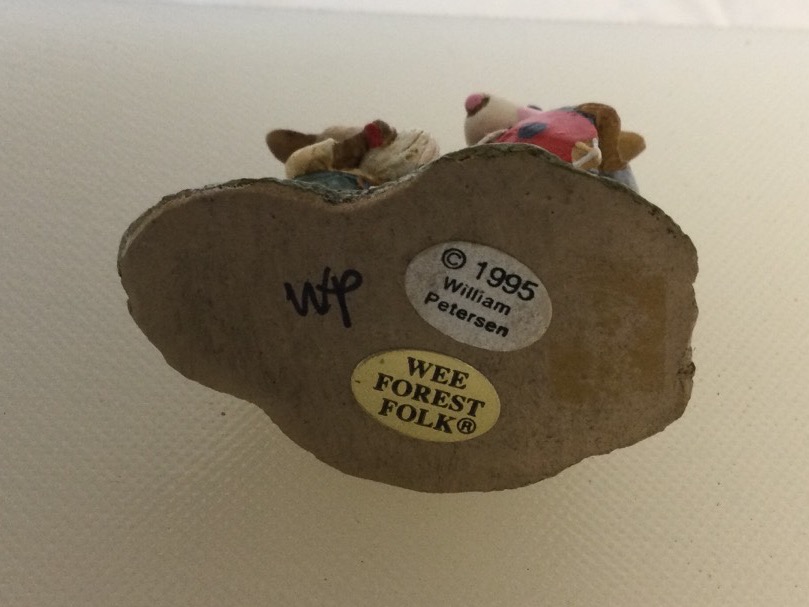 WP
© 1995
William
Petersen
WEE
FOREST
FOLK®